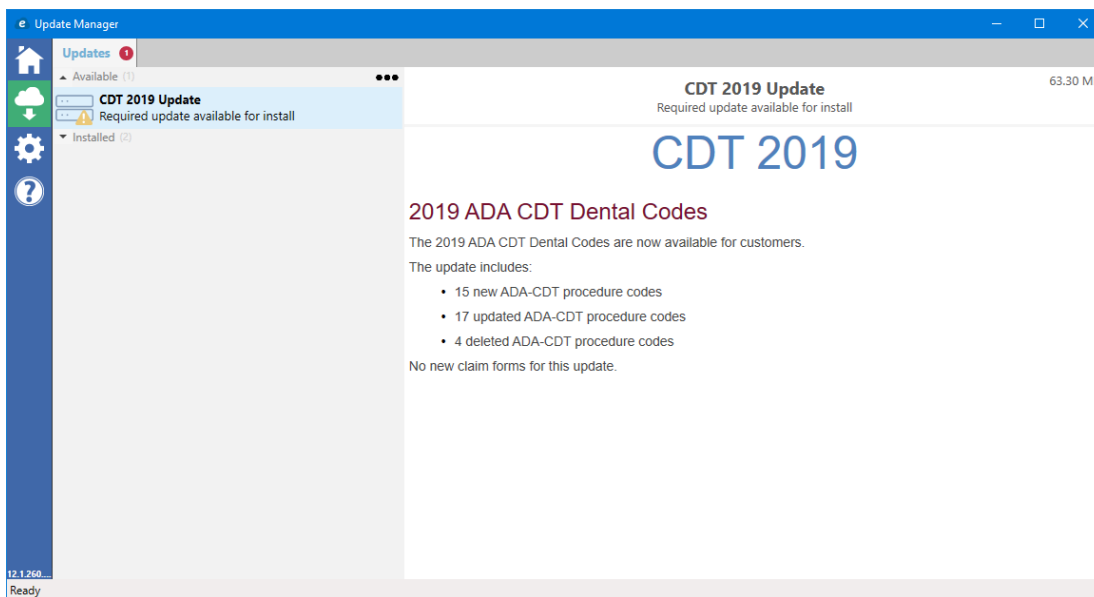 e Update Manager
Updates 1
Available (1)
CDT 2019 Update
Required update available for install
Installed (2)
CDT 2019 Update
63.30 M
Required update available for install
CDT 2019
2019 ADA CDT Dental Codes
The 2019 ADA CDT Dental Codes are now available for customers.
The update includes:
• 15 new ADA-CDT procedure codes
• 17 updated ADA-CDT procedure codes
• 4 deleted ADA-CDT procedure codes
No new claim forms for this update.
?
12.1.260....
Ready